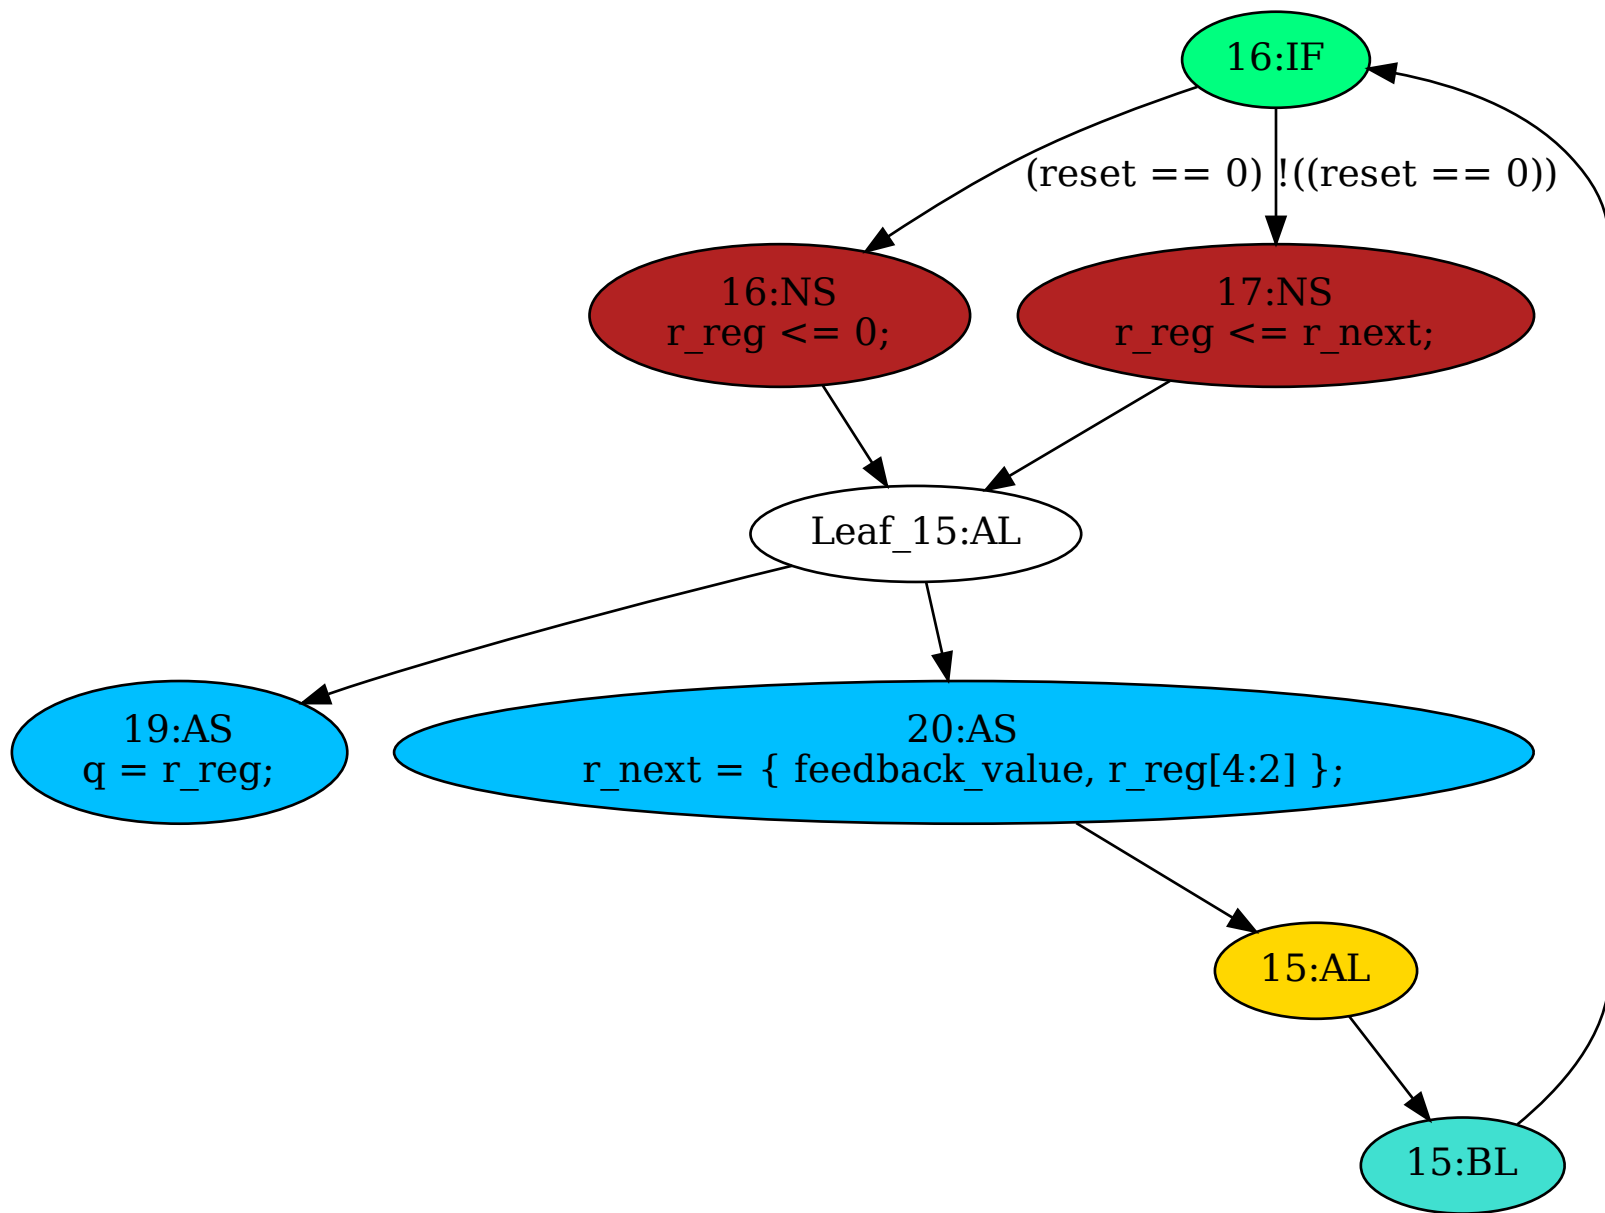 16:IF
(reset == 0)
!((reset == 0))
16:NS
r_reg <= 0;
17:NS
r_reg <= r_next;
Leaf_15:AL
19:AS
q = r_reg;
20:AS
r_next = { feedback_value, r_reg[4:2] };
15:AL
15:BL